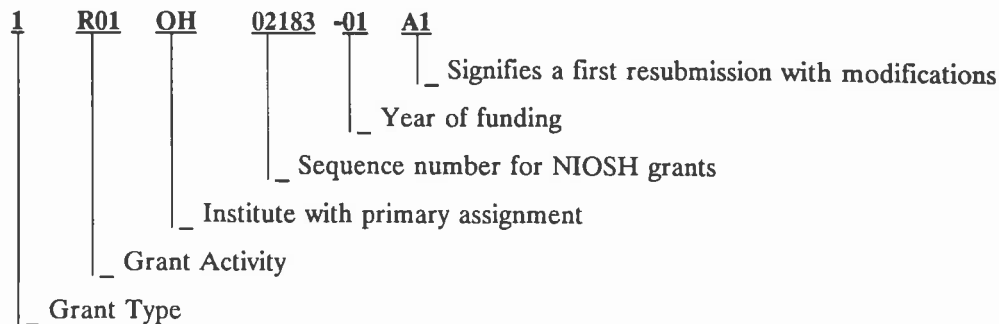 1 R01 OH 02183 -01 A1
Signifies a first resubmission with modifications
Year of funding
Sequence number for NIOSH grants
Institute with primary assignment
Grant Activity
Grant Type